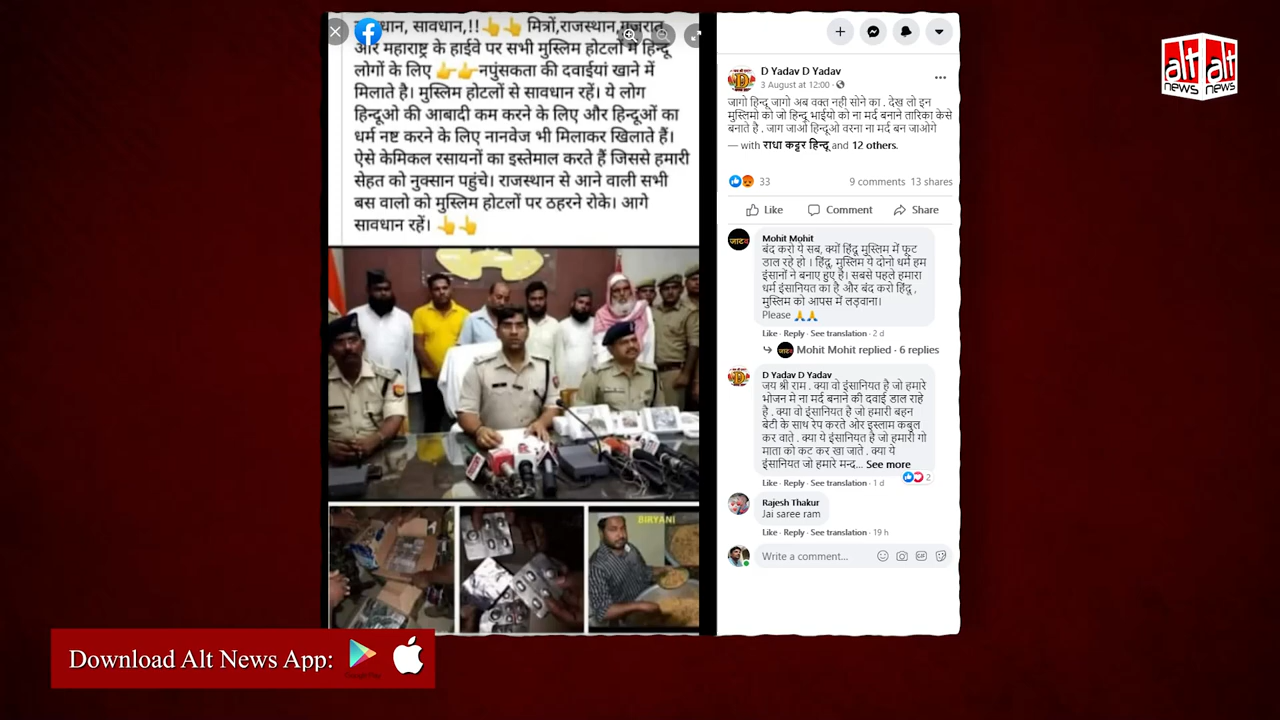 सावधान, सावधान,!!👆👆 मित्रों,राजस्थान,गुजरात
और महाराष्ट्र के हाईवे पर सभी मुस्लिम होटलों में हिन्दू
लोगों के लिए 👉👉नपुंसकता की दवाईयां खाने में
मिलाते है। मुस्लिम होटलों से सावधान रहें। ये लोग
हिन्दूओ की आबादी कम करने के लिए और हिन्दूओं का
धर्म नष्ट करने के लिए नानवेज भी मिलाकर खिलाते हैं।
ऐसे केमिकल रसायनों का इस्तेमाल करते हैं जिससे हमारी
सेहत को नुक्सान पहुंचे। राजस्थान से आने वाली सभी
बस वालो को मुस्लिम होटलों पर ठहरने रोके। आगे
सावधान रहें। 👆👆
BIRYANI
D Yadav D Yadav
3 August at 12:00
जागो हिन्दू जागो अब वक्त नही सोने का . देख लो इन
मुस्लिमो को जो हिन्दू भाईयो को ना मर्द बनाने तारिका केसे
बनाते है . जाग जाओ हिन्दूओ वरना ना मर्द बन जाओगे
— with राधा कट्टर हिन्दू and 12 others.
33
9 comments 13 shares
Like Comment Share
जाटव
Mohit Mohit
बंद करो ये सब, क्यों हिंदू मुस्लिम में फूट
डाल रहे हो । हिंदू, मुस्लिम ये दोनो धर्म हम
इंसानों ने बनाए हुए है। सबसे पहले हमारा
धर्म इंसानियत का है और बंद करो हिंदू ,
मुस्लिम को आपस में लड़वाना।
Please 🙏🙏
Like · Reply · See translation · 2 d
Mohit Mohit replied · 6 replies
D Yadav D Yadav
जय श्री राम . क्या वो इंसानियत है जो हमारे
भोजन मे ना मर्द बनाने की दवाई डाल राहे
है . क्या वो इंसानियत है जो हमारी बहन
बेटी के साथ रेप करते ओर इस्लाम कबुल
कर वाते . क्या ये इंसानियत है जो हमारी गो
माता को कट कर खा जाते . क्या ये
इंसानियत जो हमारे मन्द... See more
2
Like · Reply · See translation · 1 d
Rajesh Thakur
Jai saree ram
Like · Reply · See translation · 19 h
Write a comment...
alt alt
news news
Download Alt News App:
Google Play